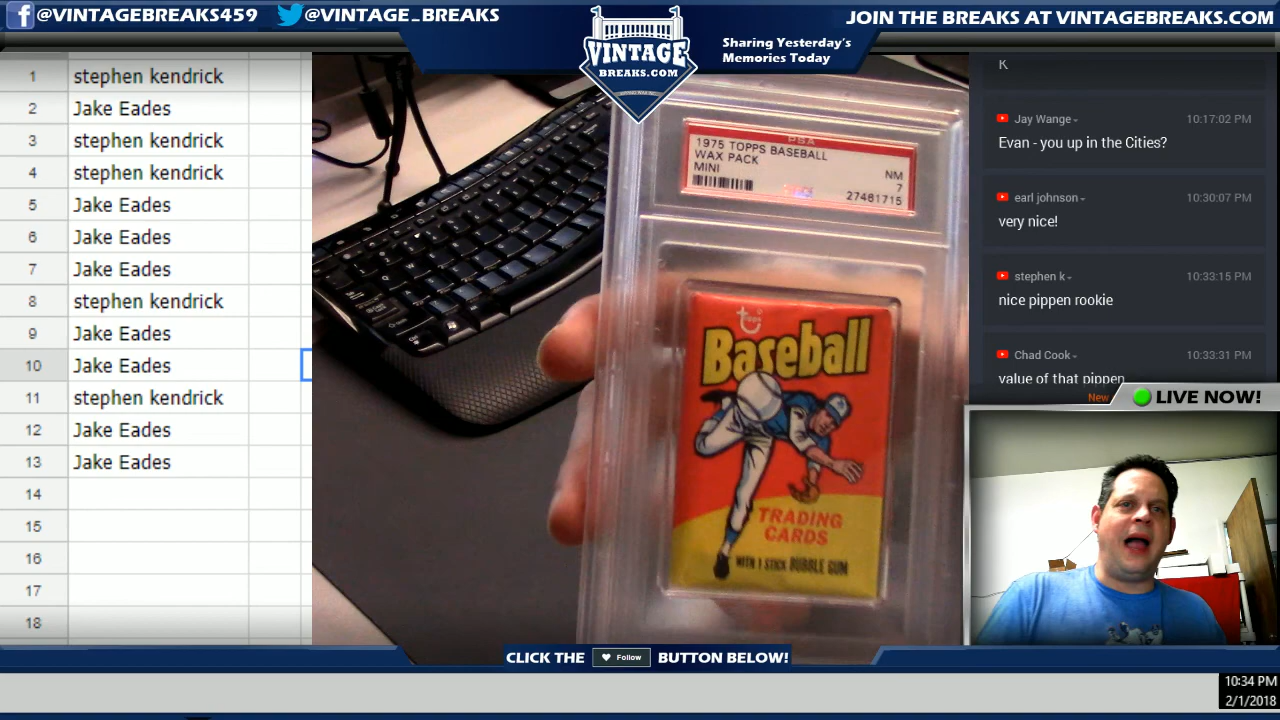 @VINTAGEBREAKS459
@VINTAGE_BREAKS
VINTAGE
BREAKS.COM
Sharing Yesterday's
Memories Today
JOIN THE BREAKS AT VINTAGEBREAKS.COM
1 stephen kendrick
2 Jake Eades
3 stephen kendrick
4 stephen kendrick
5 Jake Eades
6 Jake Eades
7 Jake Eades
8 stephen kendrick
9 Jake Eades
10 Jake Eades
11 stephen kendrick
12 Jake Eades
13 Jake Eades
14
15
16
17
18
PSA
1975 TOPPS BASEBALL
WAX PACK
MINI
NM
7
27481715
Topps
Baseball
TRADING
CARDS
WITH 1 STICK BUBBLE GUM
K
Jay Wange 10:17:02 PM
Evan - you up in the Cities?
earl johnson 10:30:07 PM
very nice!
stephen k 10:33:15 PM
nice pippen rookie
Chad Cook 10:33:31 PM
value of that pippen
New
LIVE NOW!
CLICK THE Follow BUTTON BELOW!
10:34 PM
2/1/2018